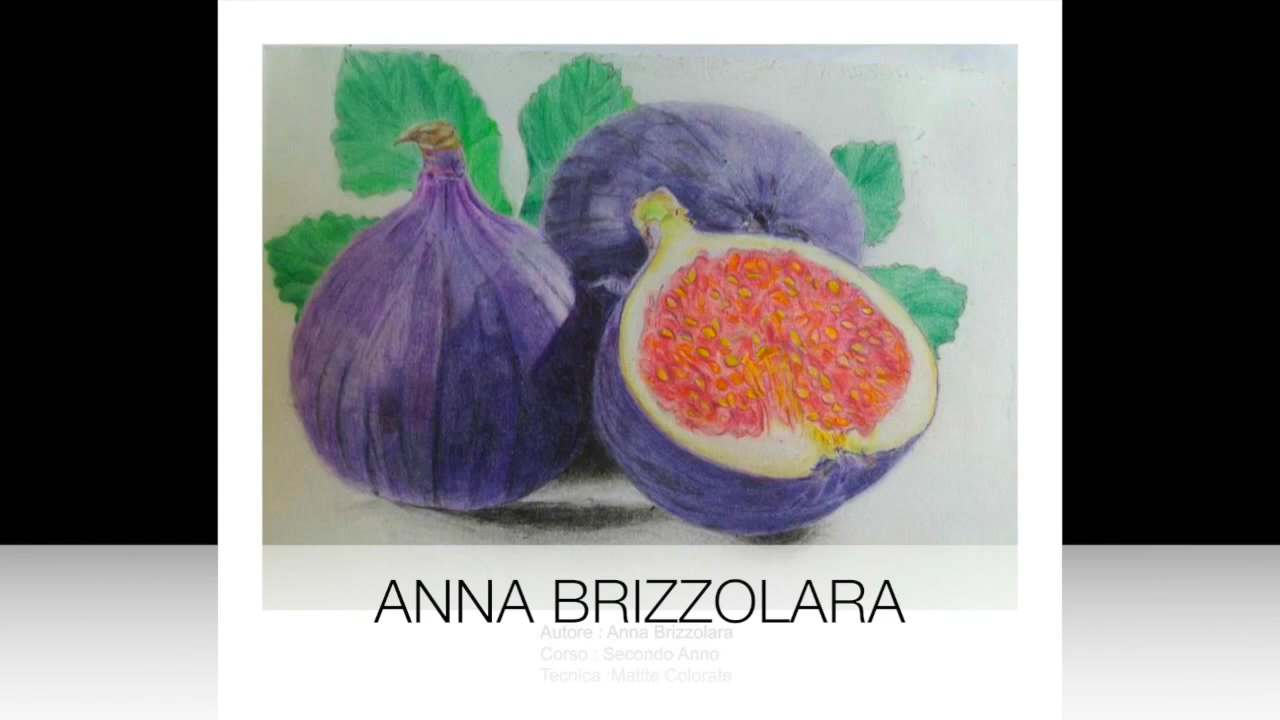 ANNA BRIZZOLARA
Autore : Anna Brizzolara
Corso : Secondo Anno
Tecnica :Matite Colorate